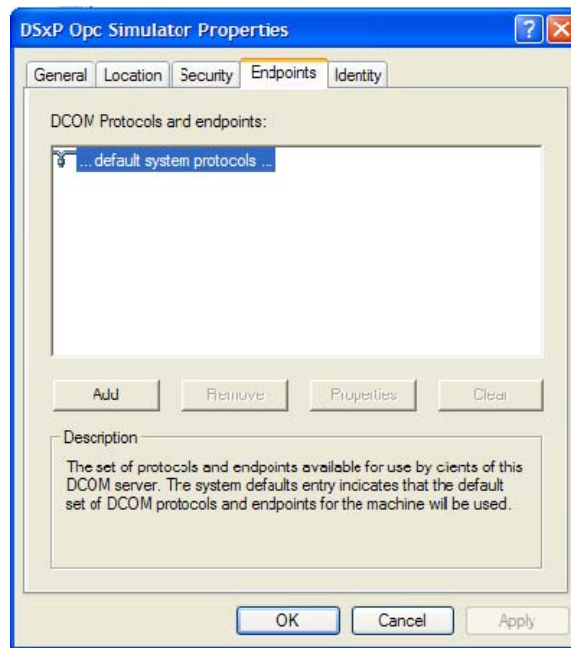 DSxP Opc Simulator Properties
General Location Security Endpoints Identity
DCOM Protocols and endpoints:
... default system protocols ...
Add Remove Properties Clear
Description
The set of protocols and endpoints available for use by clients of this
DCOM server. The system defaults entry indicates that the default
set of DCOM protocols and endpoints for the machine will be used.
OK Cancel Apply